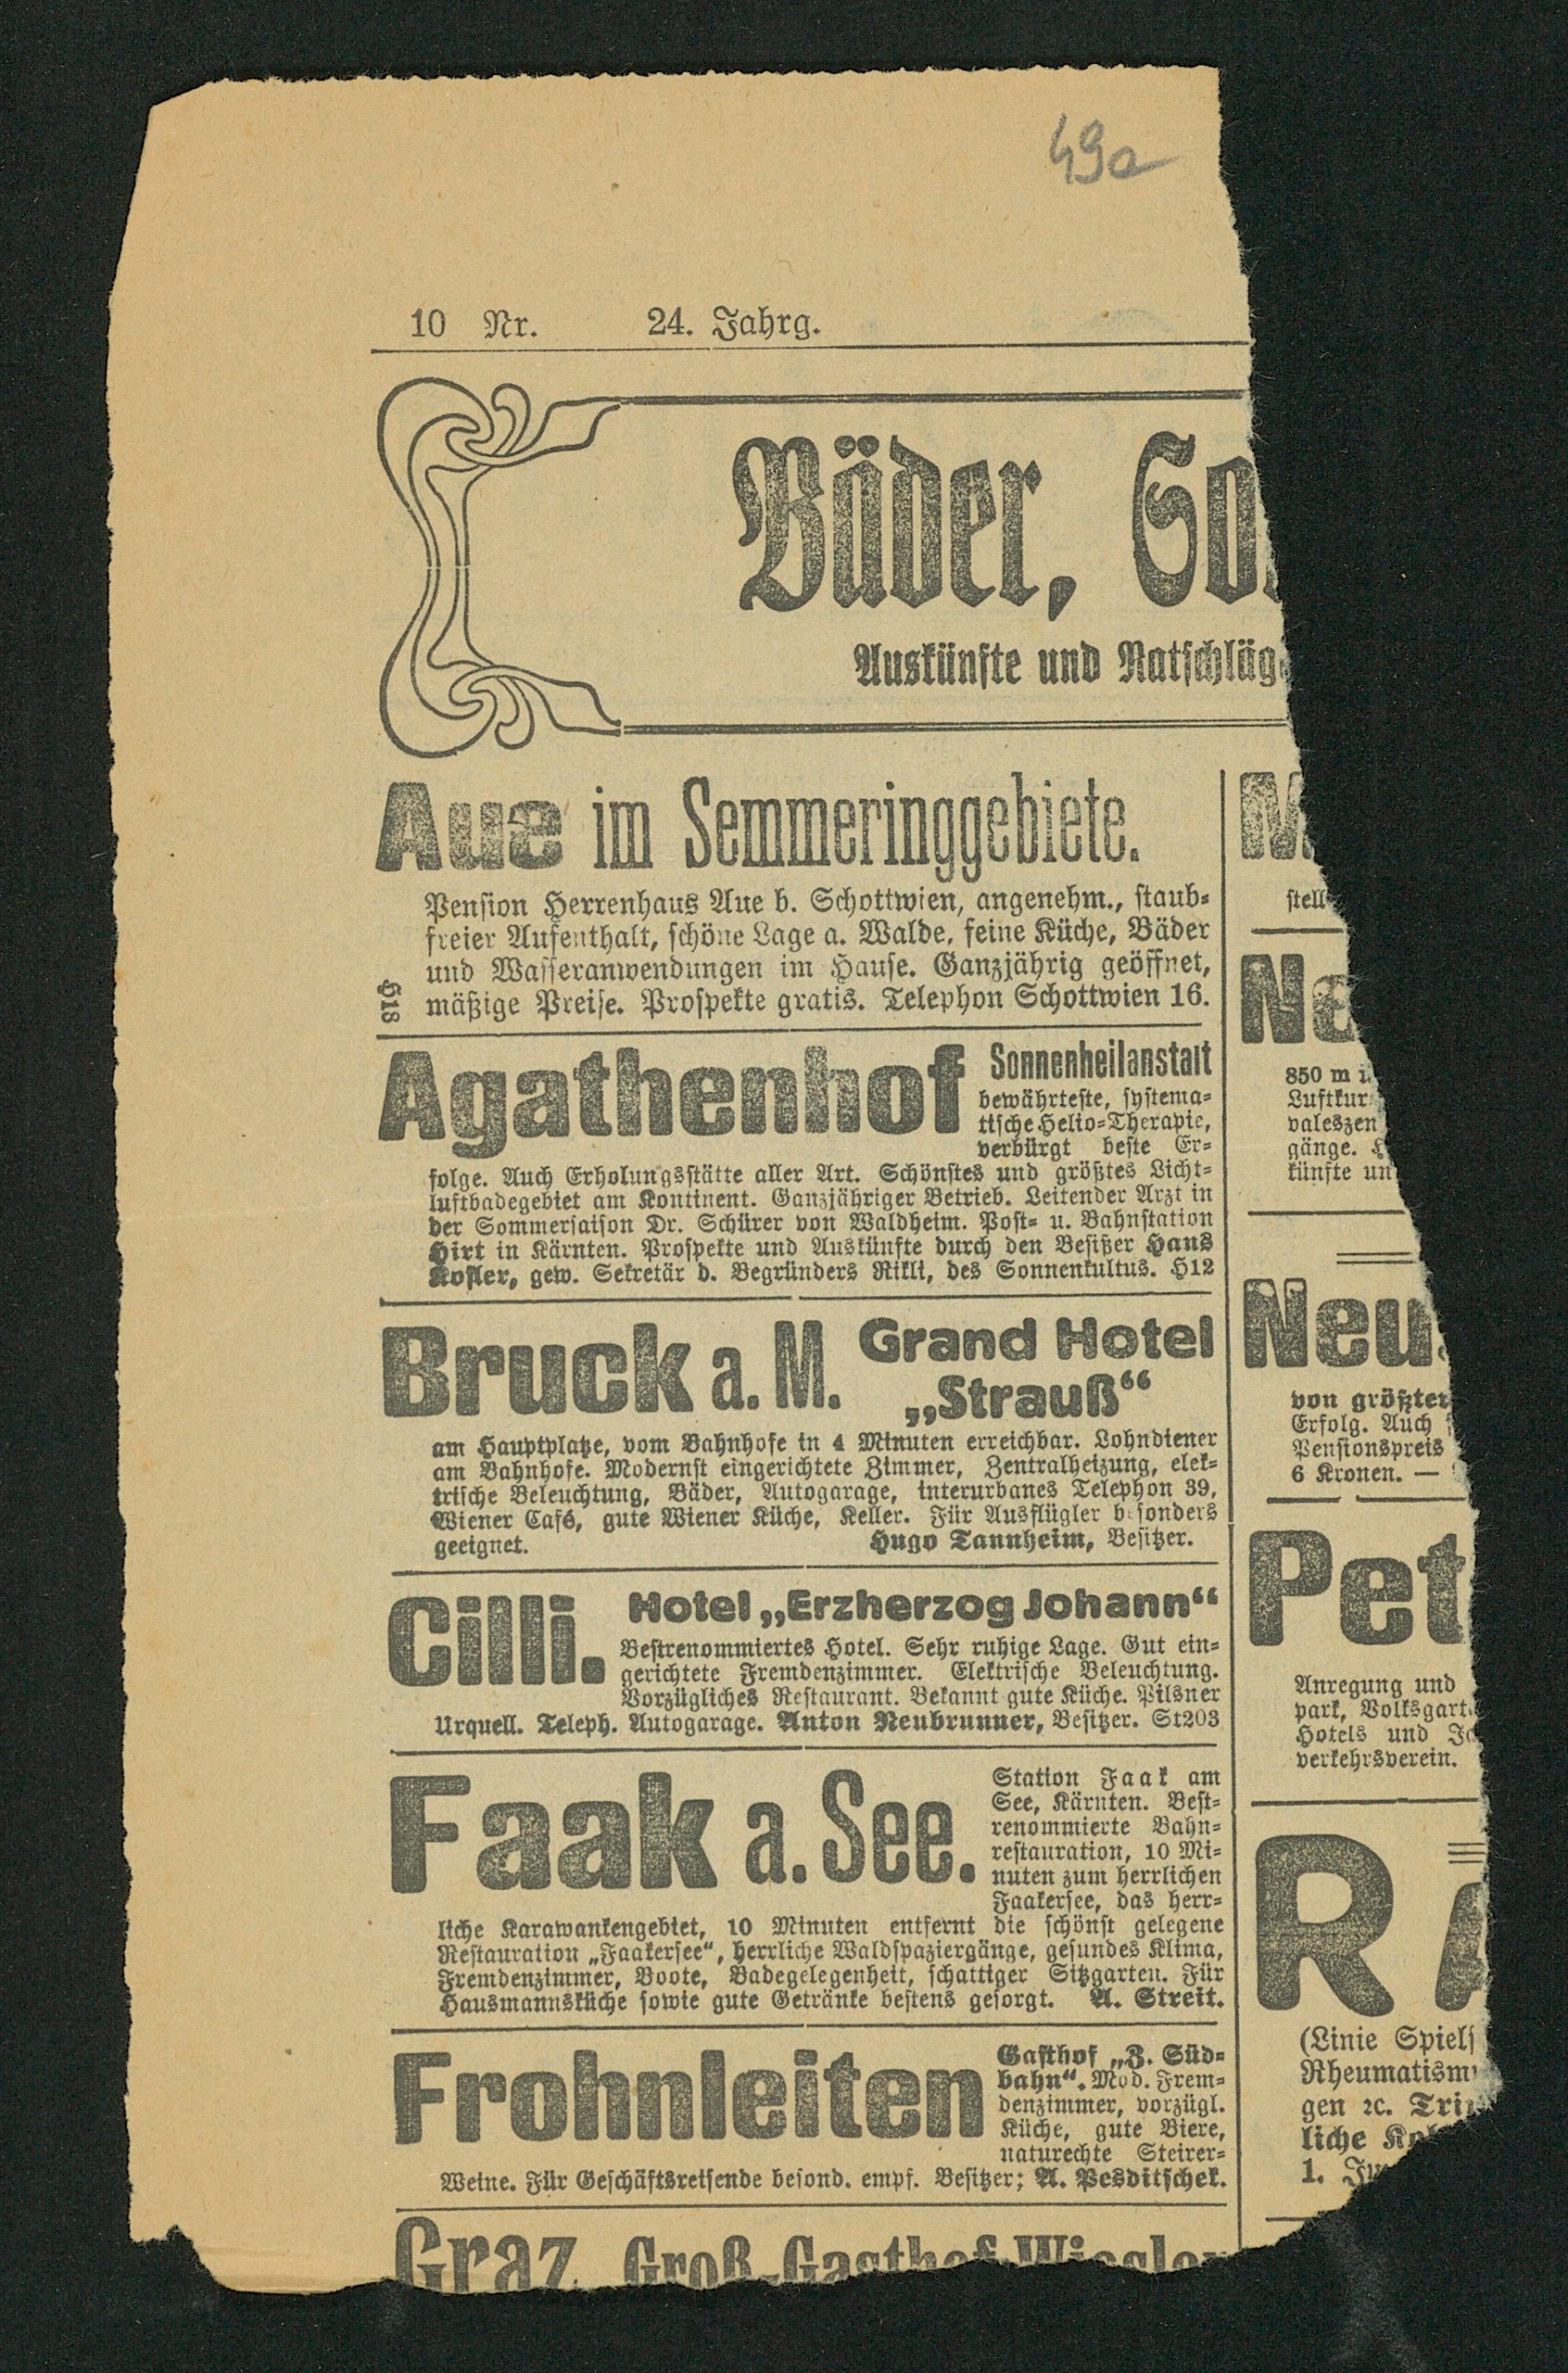 49a
10 Nr. 24. Jahrg.
Bäder, So
Auskünfte und Ratschläg
Aue im Semmeringgebiete.
Pension Herrenhaus Aue b. Schottwien, angenehm., staub-
freier Aufenthalt, schöne Lage a. Walde, feine Küche, Bäder
und Wasseranwendungen im Hause. Ganzjährig geöffnet,
mäßige Preise. Prospekte gratis. Telephon Schottwien 16.
H18
Agathenhof Sonnenheilanstalt
bewährteste, systema-
tische Helio-Therapie,
verbürgt beste Er-
folge. Auch Erholungsstätte aller Art. Schönstes und größtes Licht-
luftbadegebiet am Kontinent. Ganzjähriger Betrieb. Leitender Arzt in
der Sommersaison Dr. Schürer von Waldheim. Post- u. Bahnstation
Hirt in Kärnten. Prospekte und Auskünfte durch den Besitzer Hans
Kofler, gew. Sekretär d. Begründers Rikli, des Sonnenkultus. H12
Bruck a. M. Grand Hotel
„Strauß“
am Hauptplatze, vom Bahnhofe in 4 Minuten erreichbar. Lohndiener
am Bahnhofe. Modernst eingerichtete Zimmer, Zentralheizung, elek-
trische Beleuchtung, Bäder, Autogarage, interurbanes Telephon 39,
Wiener Café, gute Wiener Küche, Keller. Für Ausflügler besonders
geeignet. Hugo Tannheim, Besitzer.
Cilli. Hotel „Erzherzog Johann“
Bestrenommiertes Hotel. Sehr ruhige Lage. Gut ein-
gerichtete Fremdenzimmer. Elektrische Beleuchtung.
Vorzügliches Restaurant. Bekannt gute Küche. Pilsner
Urquell. Teleph. Autogarage. Anton Neubrunner, Besitzer. St203
Faak a. See.
Station Faak am
See, Kärnten. Best-
renommierte Bahn-
restauration, 10 Mi-
nuten zum herrlichen
Faakersee, das herr-
liche Karawankengebiet, 10 Minuten entfernt die schönst gelegene
Restauration „Faakersee“, herrliche Waldspaziergänge, gesundes Klima,
Fremdenzimmer, Boote, Badegelegenheit, schattiger Sitzgarten. Für
Hausmannsküche sowie gute Getränke bestens gesorgt. A. Streit.
Frohnleiten
Gasthof „Z. Süd-
bahn“. Mod. Frem-
denzimmer, vorzügl.
Küche, gute Biere,
naturechte Steirer-
Weine. Für Geschäftsreisende besond. empf. Besitzer; A. Pesditschek.
Graz Groß-Gasthof Wiesler
M
stell
Ne
850 m i.
Luftkur
valeszen
gänge.
künfte un
Neu
von größter
Erfolg. Auch
Pensionspreis
6 Kronen. —
Pet
Anregung und
park, Volksgart
Hotels und
verkehrsverein.
R
(Linie Spiels
Rheumatism
gen ꝛc.
liche
1.